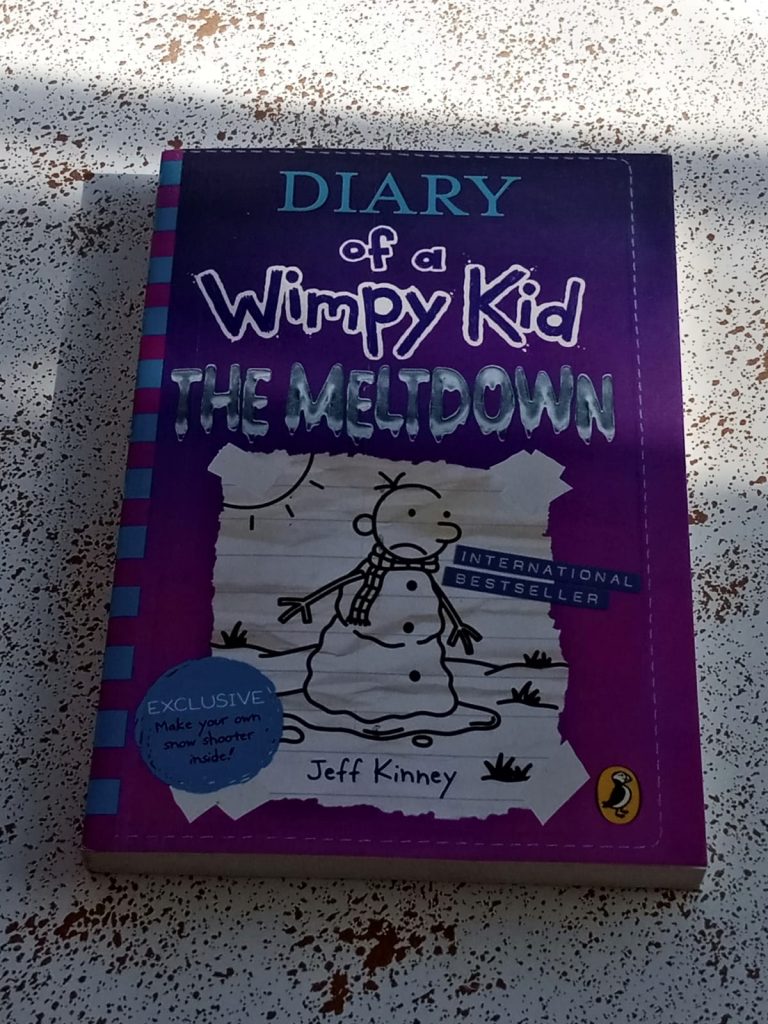 DIARY
of a
Wimpy Kid
THE MELTDOWN
INTERNATIONAL
BESTSELLER
EXCLUSIVE
Make your own
snow shooter
inside!
Jeff Kinney